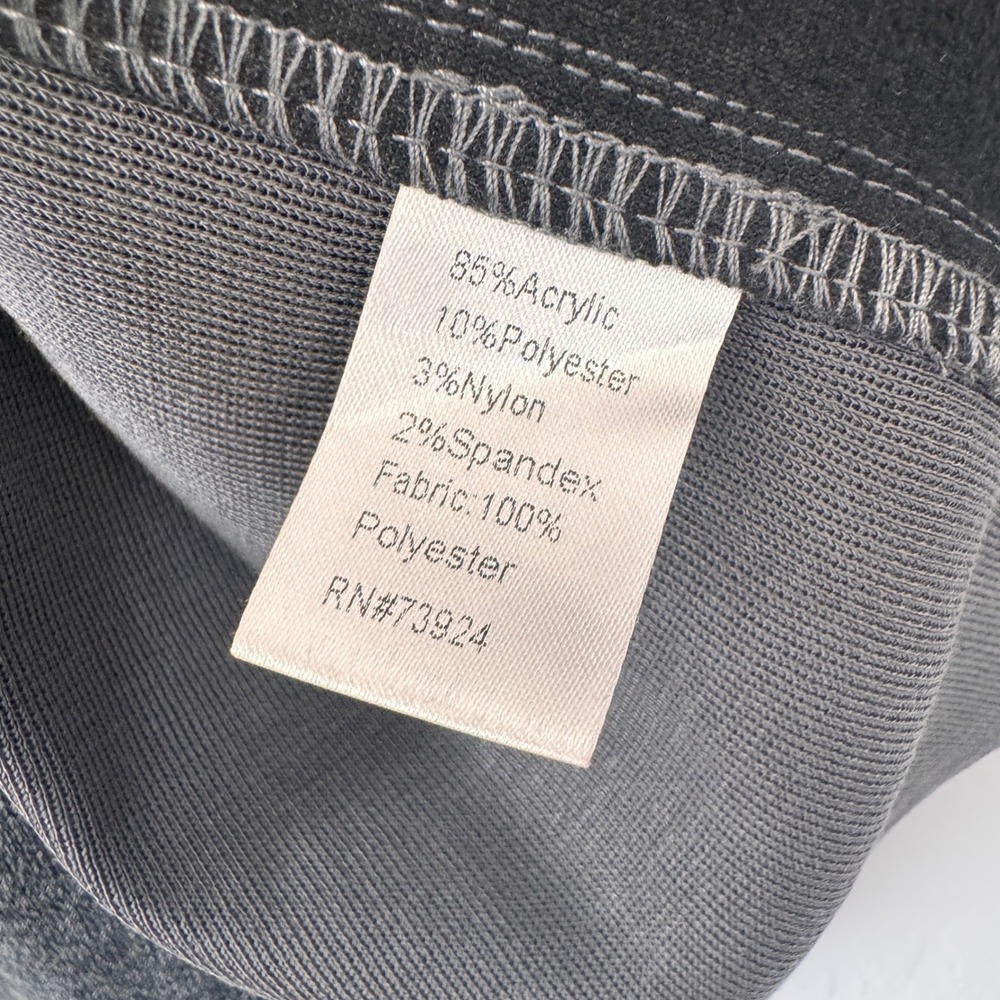 85%Acrylic
10%Polyester
3%Nylon
2%Spandex
Fabric:100%
Polyester
RN#73924